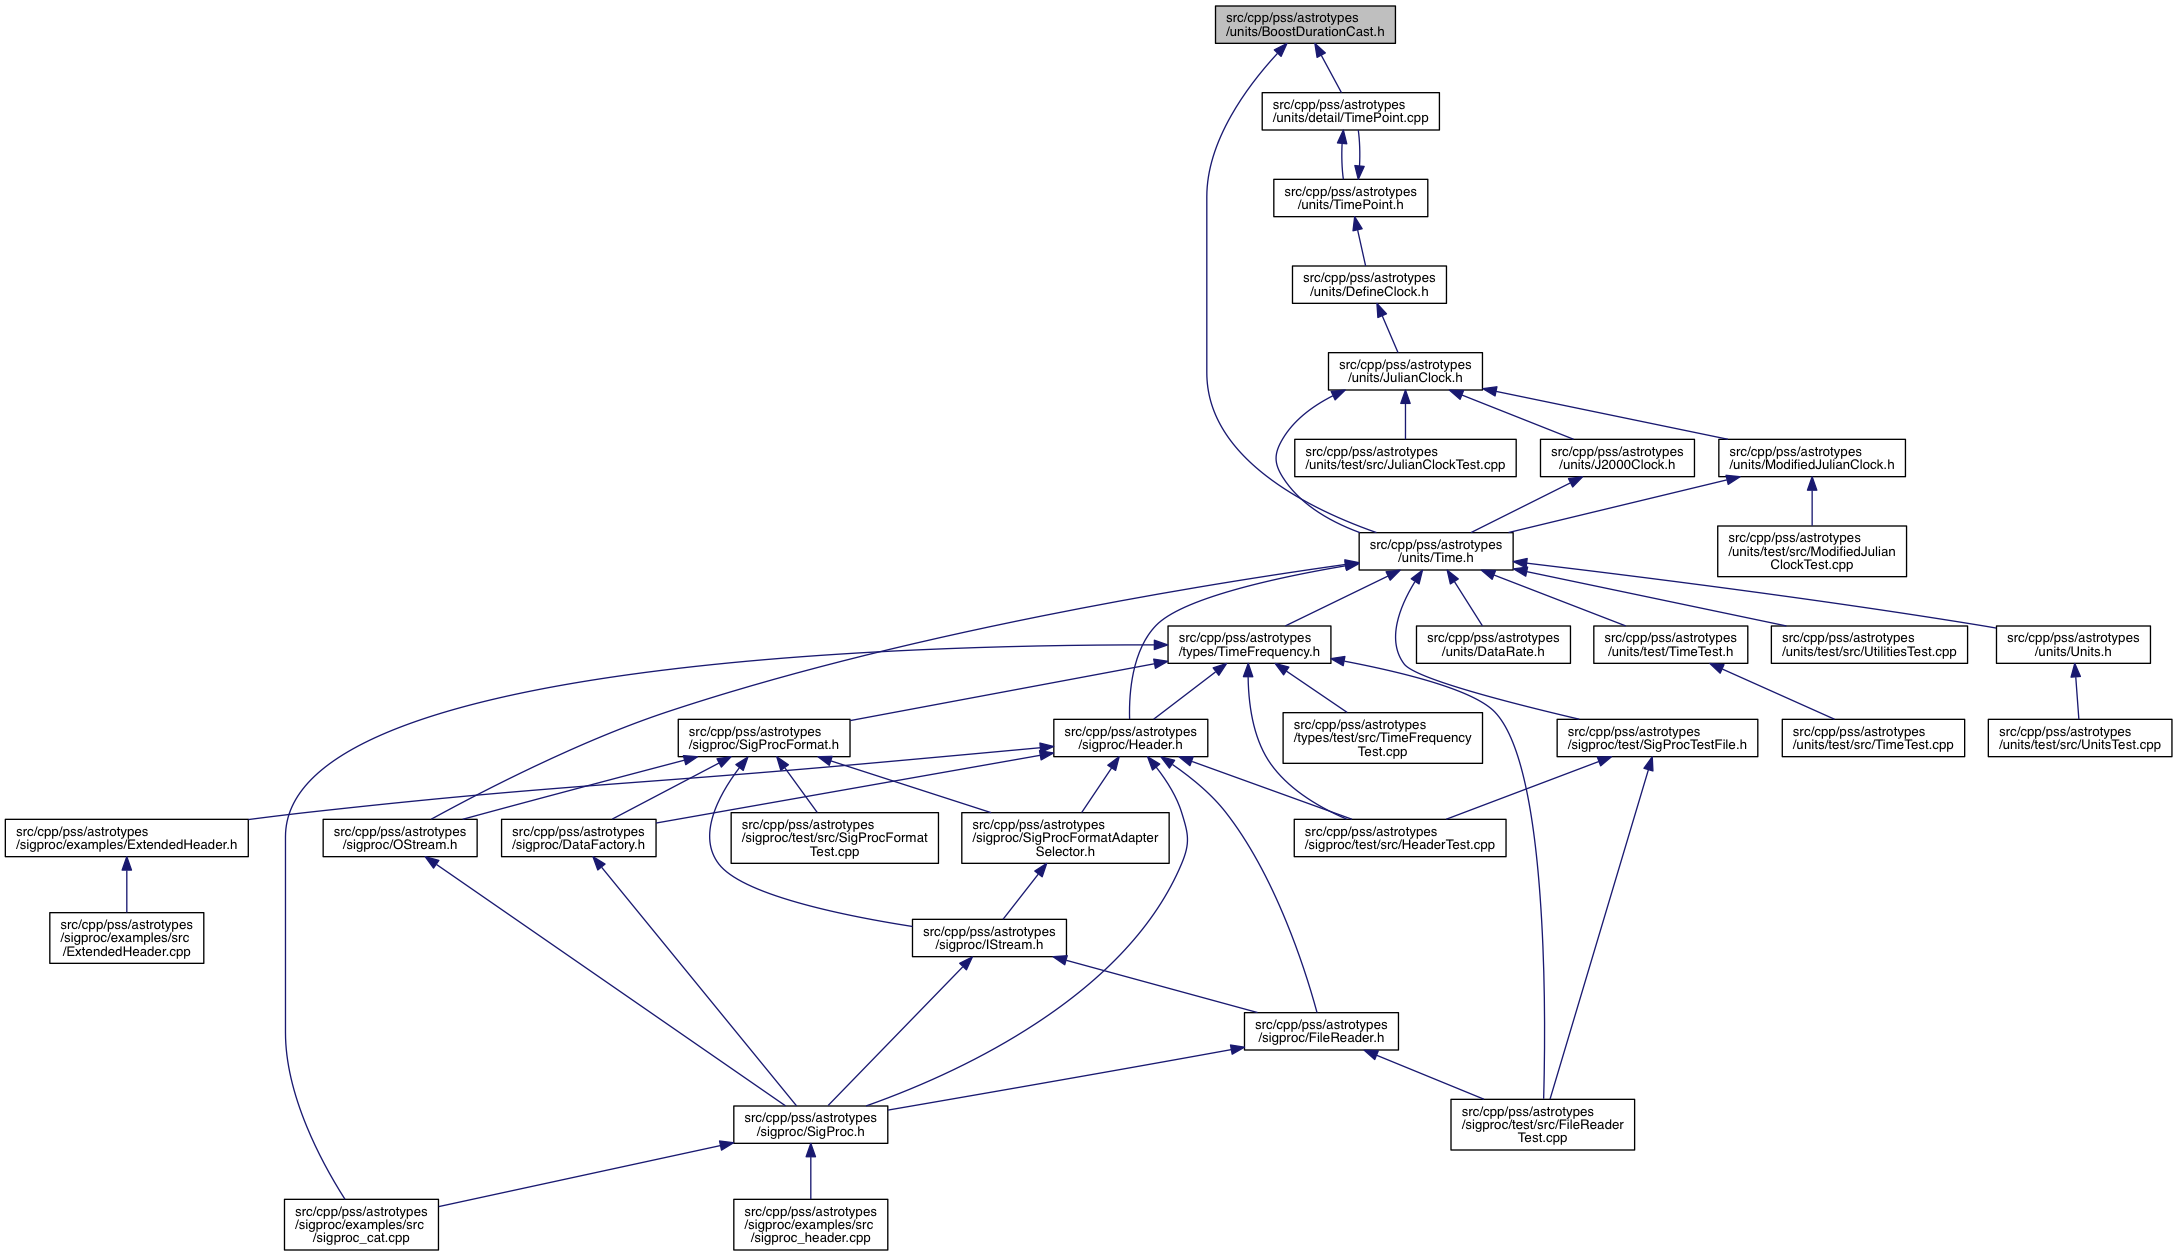 src/cpp/pss/astrotypes
/units/BoostDurationCast.h
src/cpp/pss/astrotypes
/units/detail/TimePoint.cpp
src/cpp/pss/astrotypes
/units/TimePoint.h
src/cpp/pss/astrotypes
/units/DefineClock.h
src/cpp/pss/astrotypes
/units/JulianClock.h
src/cpp/pss/astrotypes
/units/test/src/JulianClockTest.cpp
src/cpp/pss/astrotypes
/units/J2000Clock.h
src/cpp/pss/astrotypes
/units/ModifiedJulianClock.h
src/cpp/pss/astrotypes
/units/Time.h
src/cpp/pss/astrotypes
/units/test/src/ModifiedJulian
ClockTest.cpp
src/cpp/pss/astrotypes
/types/TimeFrequency.h
src/cpp/pss/astrotypes
/units/DataRate.h
src/cpp/pss/astrotypes
/units/test/TimeTest.h
src/cpp/pss/astrotypes
/units/test/src/UtilitiesTest.cpp
src/cpp/pss/astrotypes
/units/Units.h
src/cpp/pss/astrotypes
/sigproc/SigProcFormat.h
src/cpp/pss/astrotypes
/sigproc/Header.h
src/cpp/pss/astrotypes
/types/test/src/TimeFrequency
Test.cpp
src/cpp/pss/astrotypes
/sigproc/test/SigProcTestFile.h
src/cpp/pss/astrotypes
/units/test/src/TimeTest.cpp
src/cpp/pss/astrotypes
/units/test/src/UnitsTest.cpp
src/cpp/pss/astrotypes
/sigproc/examples/ExtendedHeader.h
src/cpp/pss/astrotypes
/sigproc/OStream.h
src/cpp/pss/astrotypes
/sigproc/DataFactory.h
src/cpp/pss/astrotypes
/sigproc/test/src/SigProcFormat
Test.cpp
src/cpp/pss/astrotypes
/sigproc/SigProcFormatAdapter
Selector.h
src/cpp/pss/astrotypes
/sigproc/test/src/HeaderTest.cpp
src/cpp/pss/astrotypes
/sigproc/examples/src
/ExtendedHeader.cpp
src/cpp/pss/astrotypes
/sigproc/IStream.h
src/cpp/pss/astrotypes
/sigproc/FileReader.h
src/cpp/pss/astrotypes
/sigproc/SigProc.h
src/cpp/pss/astrotypes
/sigproc/test/src/FileReader
Test.cpp
src/cpp/pss/astrotypes
/sigproc/examples/src
/sigproc_cat.cpp
src/cpp/pss/astrotypes
/sigproc/examples/src
/sigproc_header.cpp